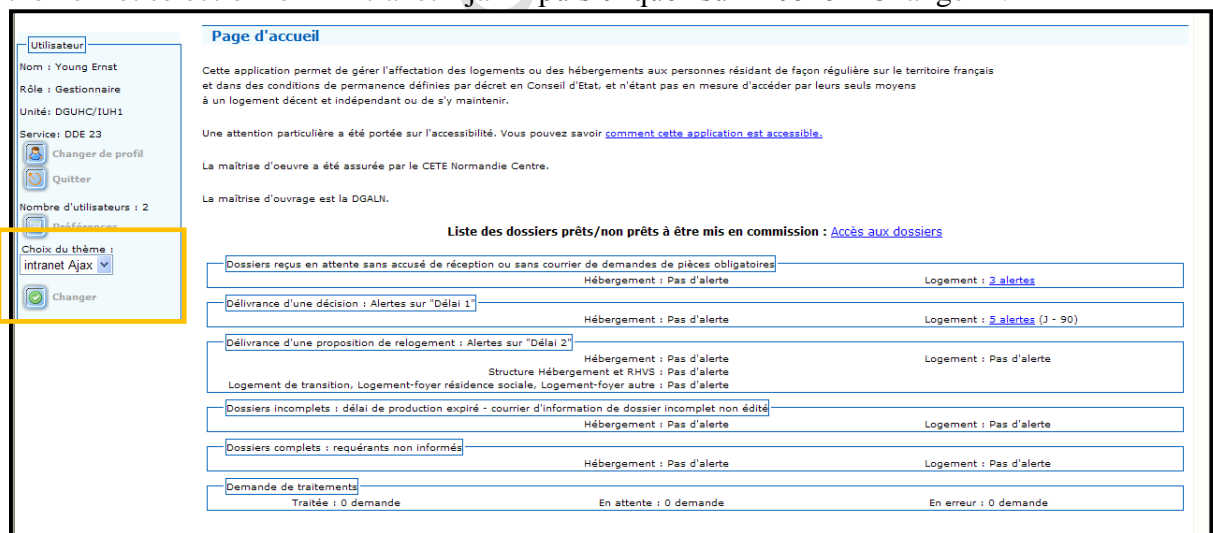 Utilisateur
Nom : Young Ernst
Rôle : Gestionnaire
Unité: DGUHC/IUH1
Service: DDE 23
Changer de profil
Quitter
Nombre d'utilisateurs : 2
Préférences
Choix du thème :
intranet Ajax
Changer
Page d'accueil
Cette application permet de gérer l'affectation des logements ou des hébergements aux personnes résidant de façon régulière sur le territoire français
et dans des conditions de permanence définies par décret en Conseil d'Etat, et n'étant pas en mesure d'accéder par leurs seuls moyens
à un logement décent et indépendant ou de s'y maintenir.
Une attention particulière a été portée sur l'accessibilité. Vous pouvez savoir comment cette application est accessible.
La maîtrise d'oeuvre a été assurée par le CETE Normandie Centre.
La maîtrise d'ouvrage est la DGALN.
Liste des dossiers prêts/non prêts à être mis en commission : Accès aux dossiers
Dossiers reçus en attente sans accusé de réception ou sans courrier de demandes de pièces obligatoires
Hébergement : Pas d'alerte Logement : 3 alertes
Délivrance d'une décision : Alertes sur "Délai 1"
Hébergement : Pas d'alerte Logement : 5 alertes (J - 90)
Délivrance d'une proposition de relogement : Alertes sur "Délai 2"
Hébergement : Pas d'alerte Logement : Pas d'alerte
Structure Hébergement et RHVS : Pas d'alerte
Logement de transition, Logement-foyer résidence sociale, Logement-foyer autre : Pas d'alerte
Dossiers incomplets : délai de production expiré - courrier d'information de dossier incomplet non édité
Hébergement : Pas d'alerte Logement : Pas d'alerte
Dossiers complets : requérants non informés
Hébergement : Pas d'alerte Logement : Pas d'alerte
Demande de traitements
Traitée : 0 demande En attente : 0 demande En erreur : 0 demande